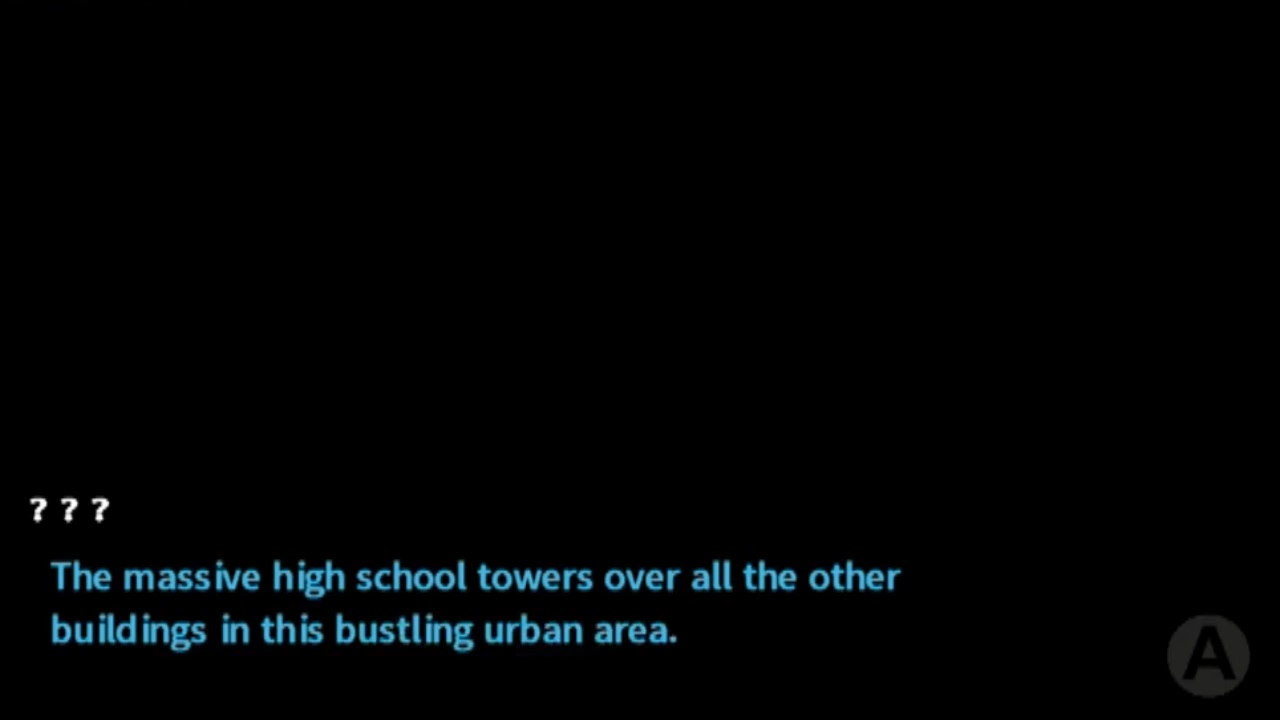 ? ? ?
The massive high school towers over all the other
buildings in this bustling urban area.
A